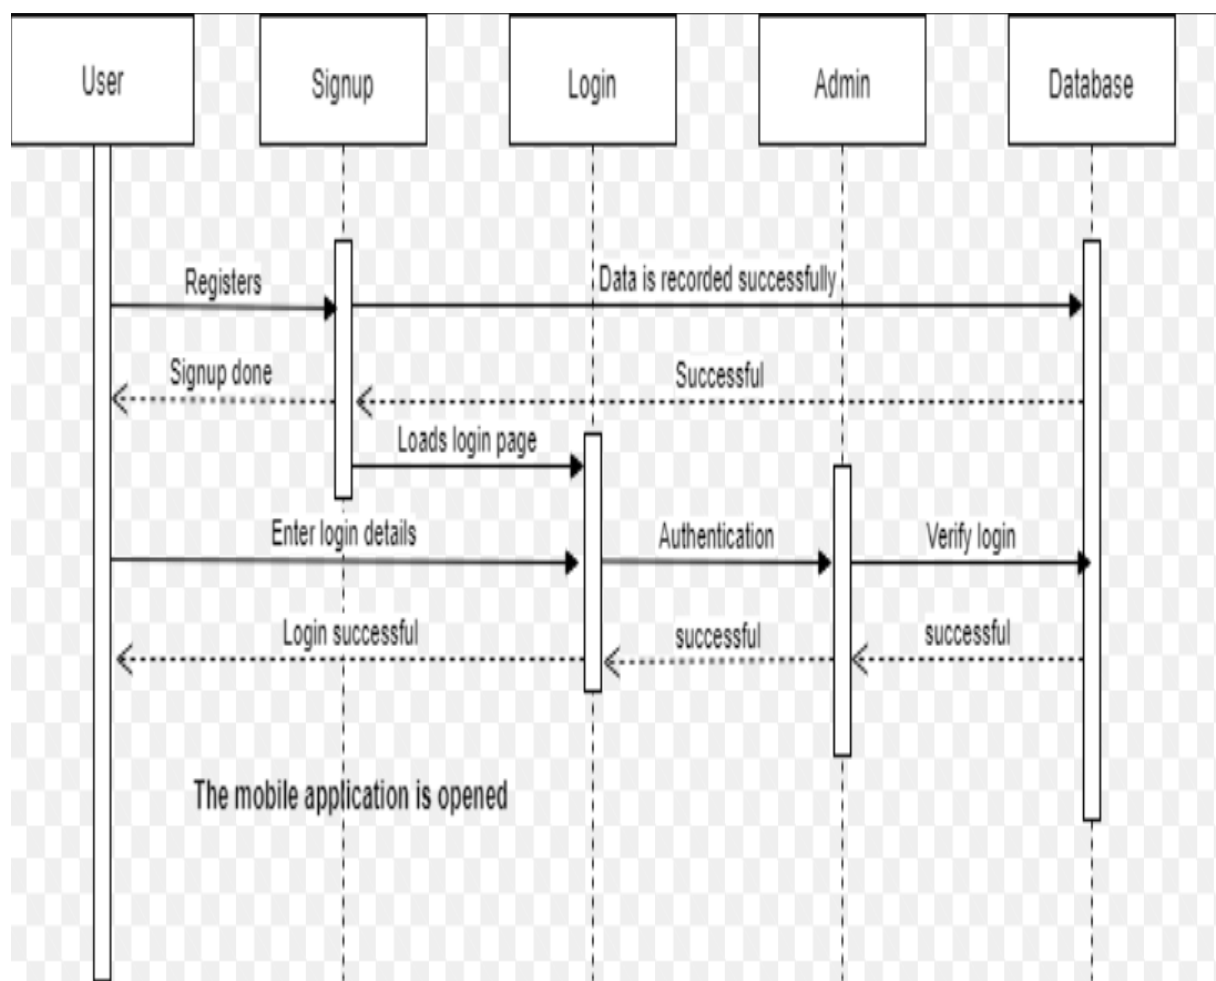 User
Signup
Login
Admin
Database
Registers
Data is recorded successfully
Signup done
Successful
Loads login page
Enter login details
Authentication
Verify login
Login successful
successful
successful
The mobile application is opened